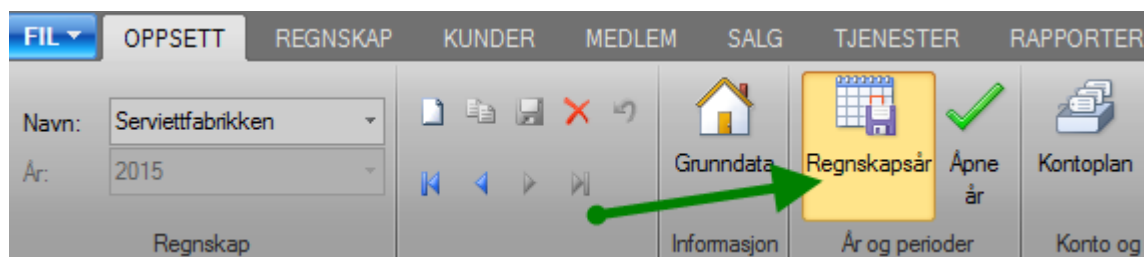 FIL OPPSETT REGNSKAP KUNDER MEDLEM SALG TJENESTER RAPPORTER
Navn: Serviettfabrikken
År: 2015
Regnskap
Grunndata
Informasjon
Regnskapsår
Åpne
år
År og perioder
Kontoplan
Konto og